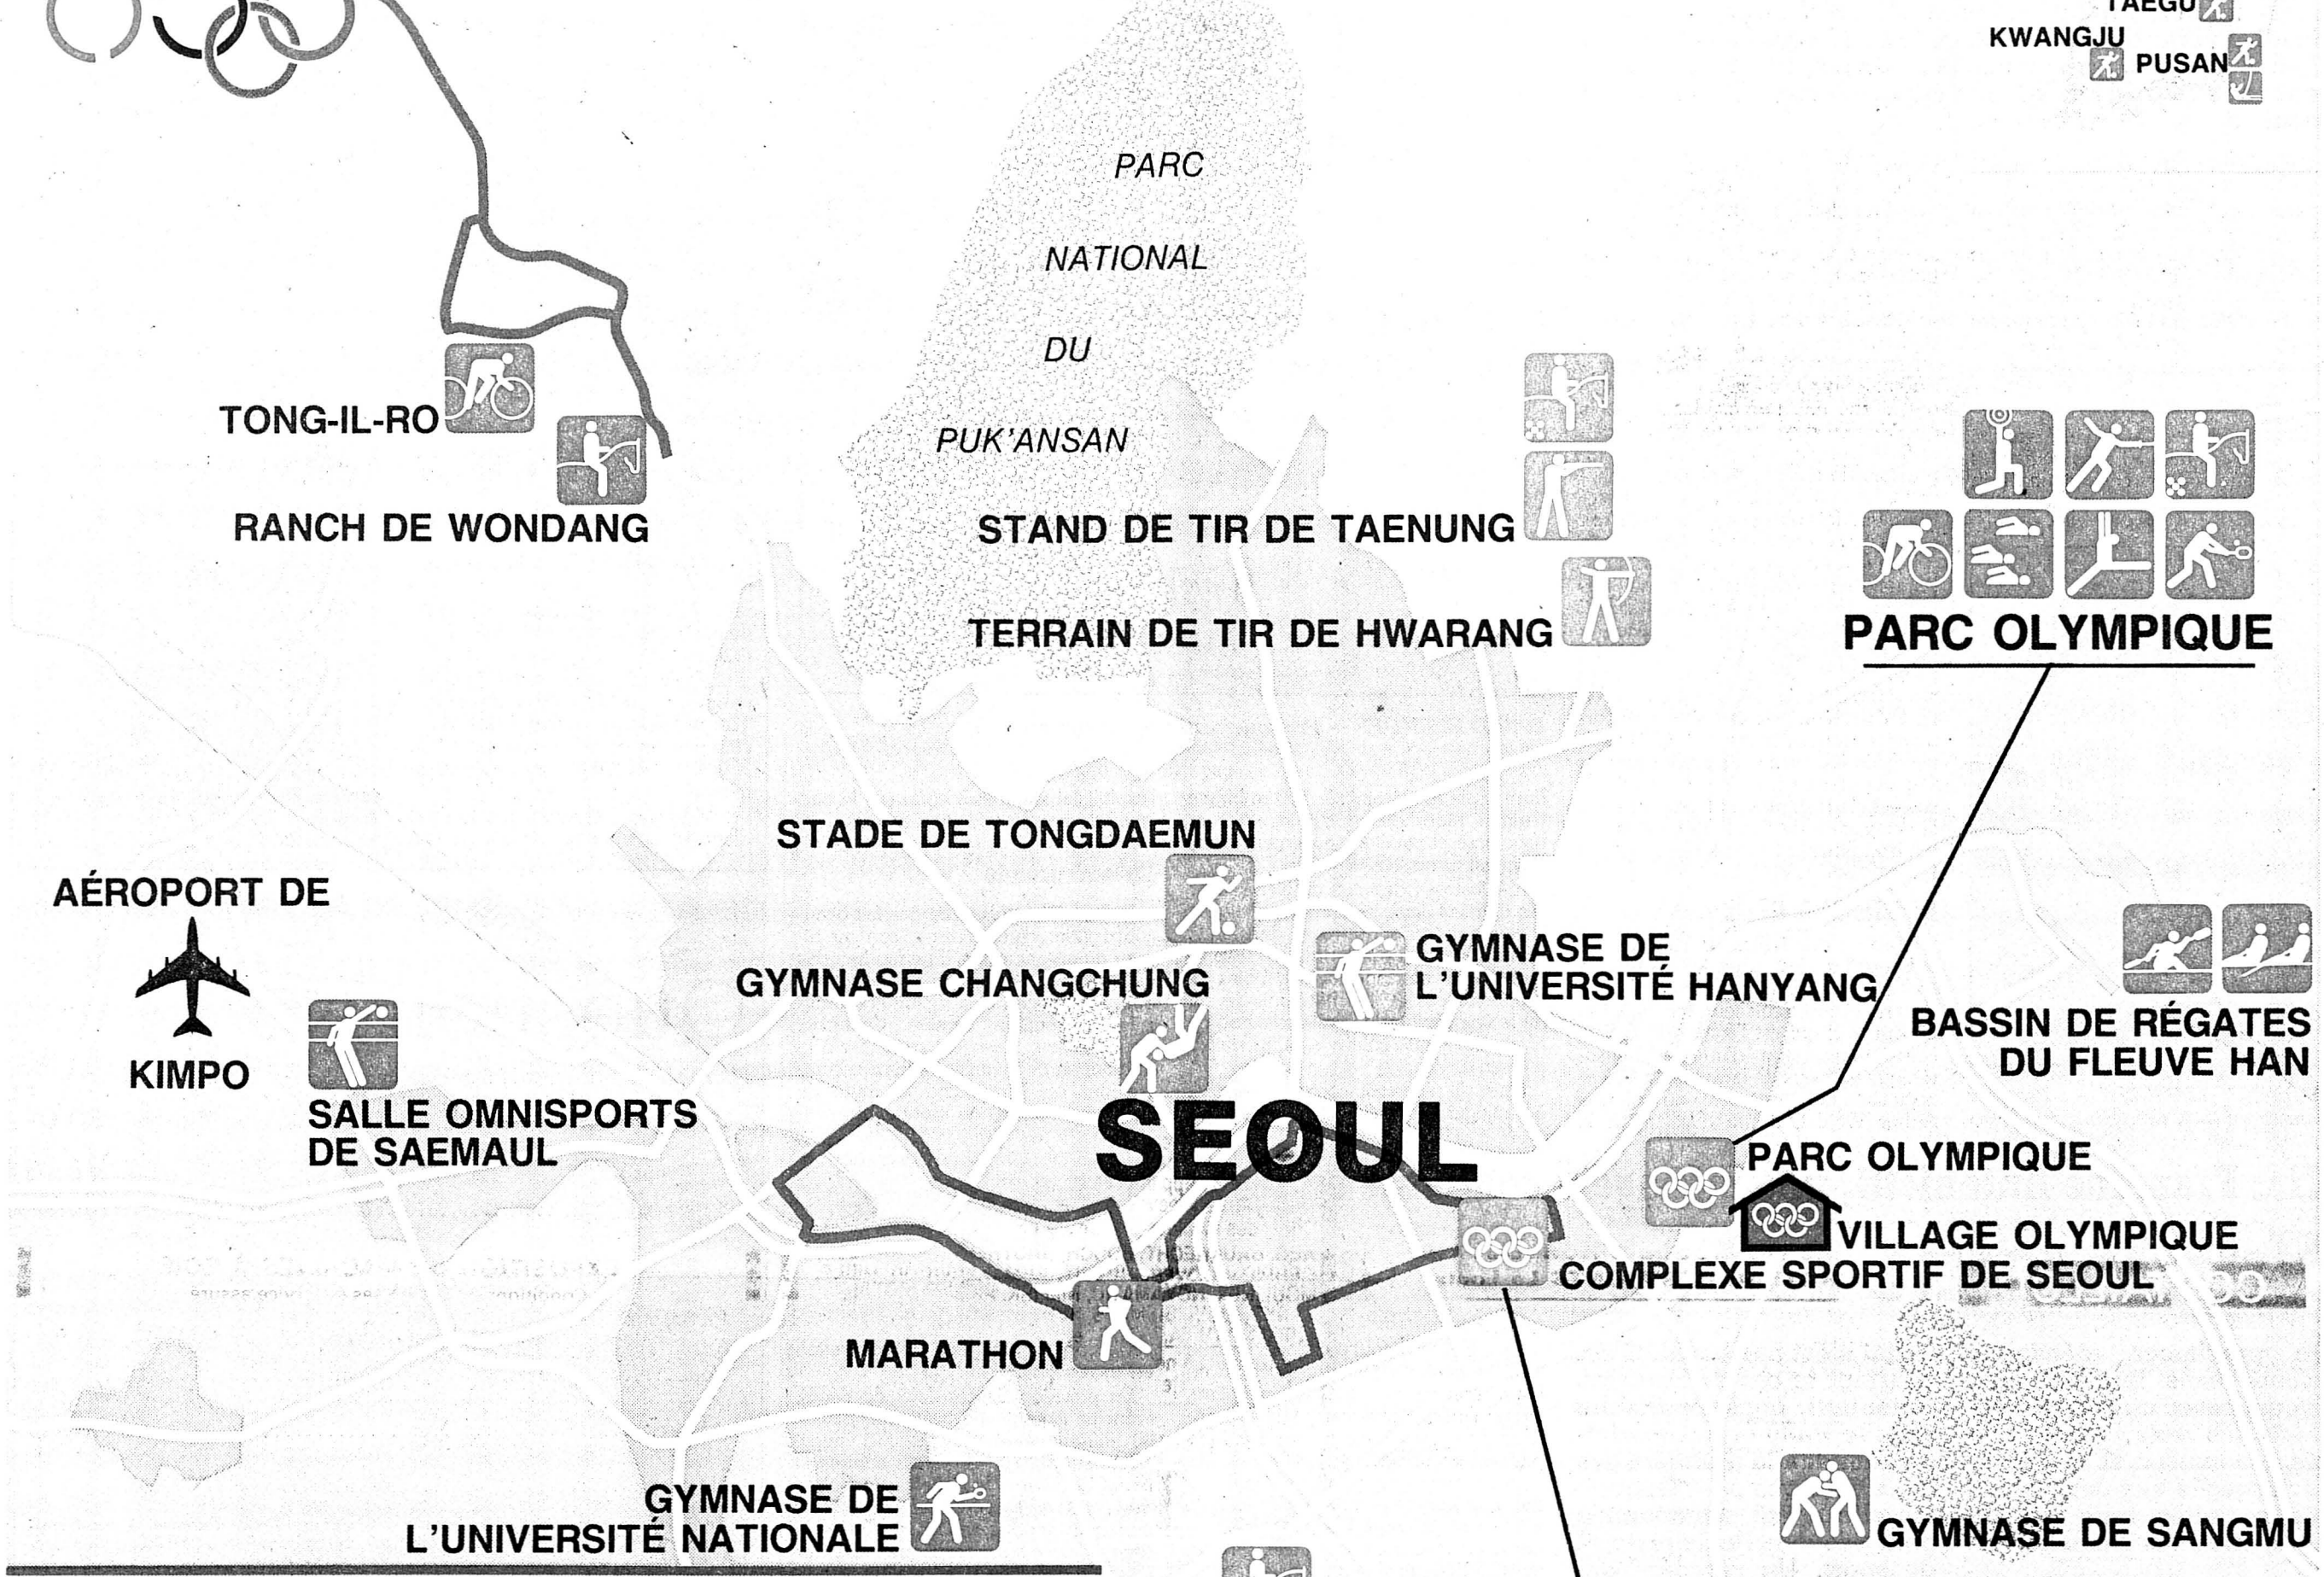 TAEGU
KWANGJU
PUSAN
PARC
NATIONAL
DU
PUK'ANSAN
TONG-IL-RO
RANCH DE WONDANG
STAND DE TIR DE TAENUNG
TERRAIN DE TIR DE HWARANG
PARC OLYMPIQUE
STADE DE TONGDAEMUN
AÉROPORT DE
KIMPO
GYMNASE CHANGCHUNG
GYMNASE DE
L'UNIVERSITÉ HANYANG
BASSIN DE RÉGATES
DU FLEUVE HAN
SALLE OMNISPORTS
DE SAEMAUL
SEOUL
PARC OLYMPIQUE
VILLAGE OLYMPIQUE
COMPLEXE SPORTIF DE SEOUL
MARATHON
GYMNASE DE
L'UNIVERSITÉ NATIONALE
GYMNASE DE SANGMU